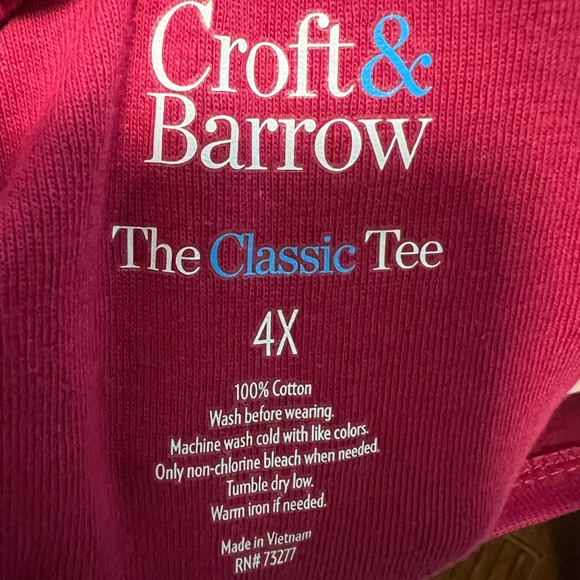 Croft&
Barrow
The Classic Tee
4X
100% Cotton
Wash before wearing.
Machine wash cold with like colors.
Only non-chlorine bleach when needed.
Tumble dry low.
Warm iron if needed.
Made in Vietnam
RN# 73277